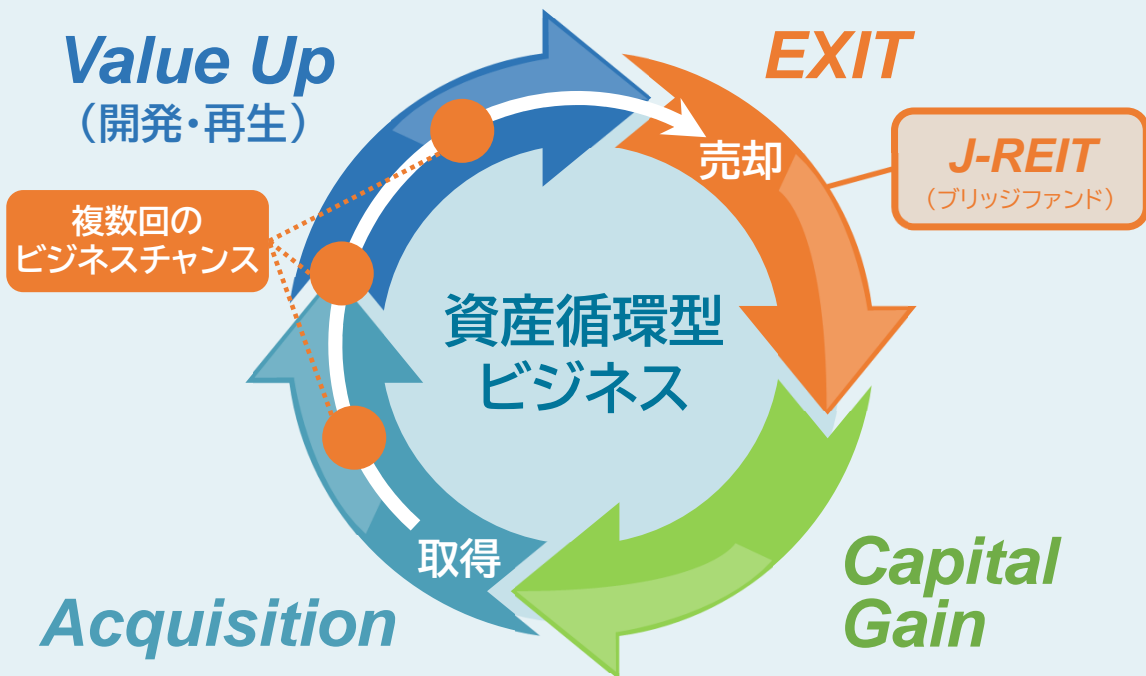 Value Up
（開発・再生）
EXIT
売却
J-REIT
（ブリッジファンド）
複数回の
ビジネスチャンス
資産循環型
ビジネス
取得
Acquisition
Capital
Gain